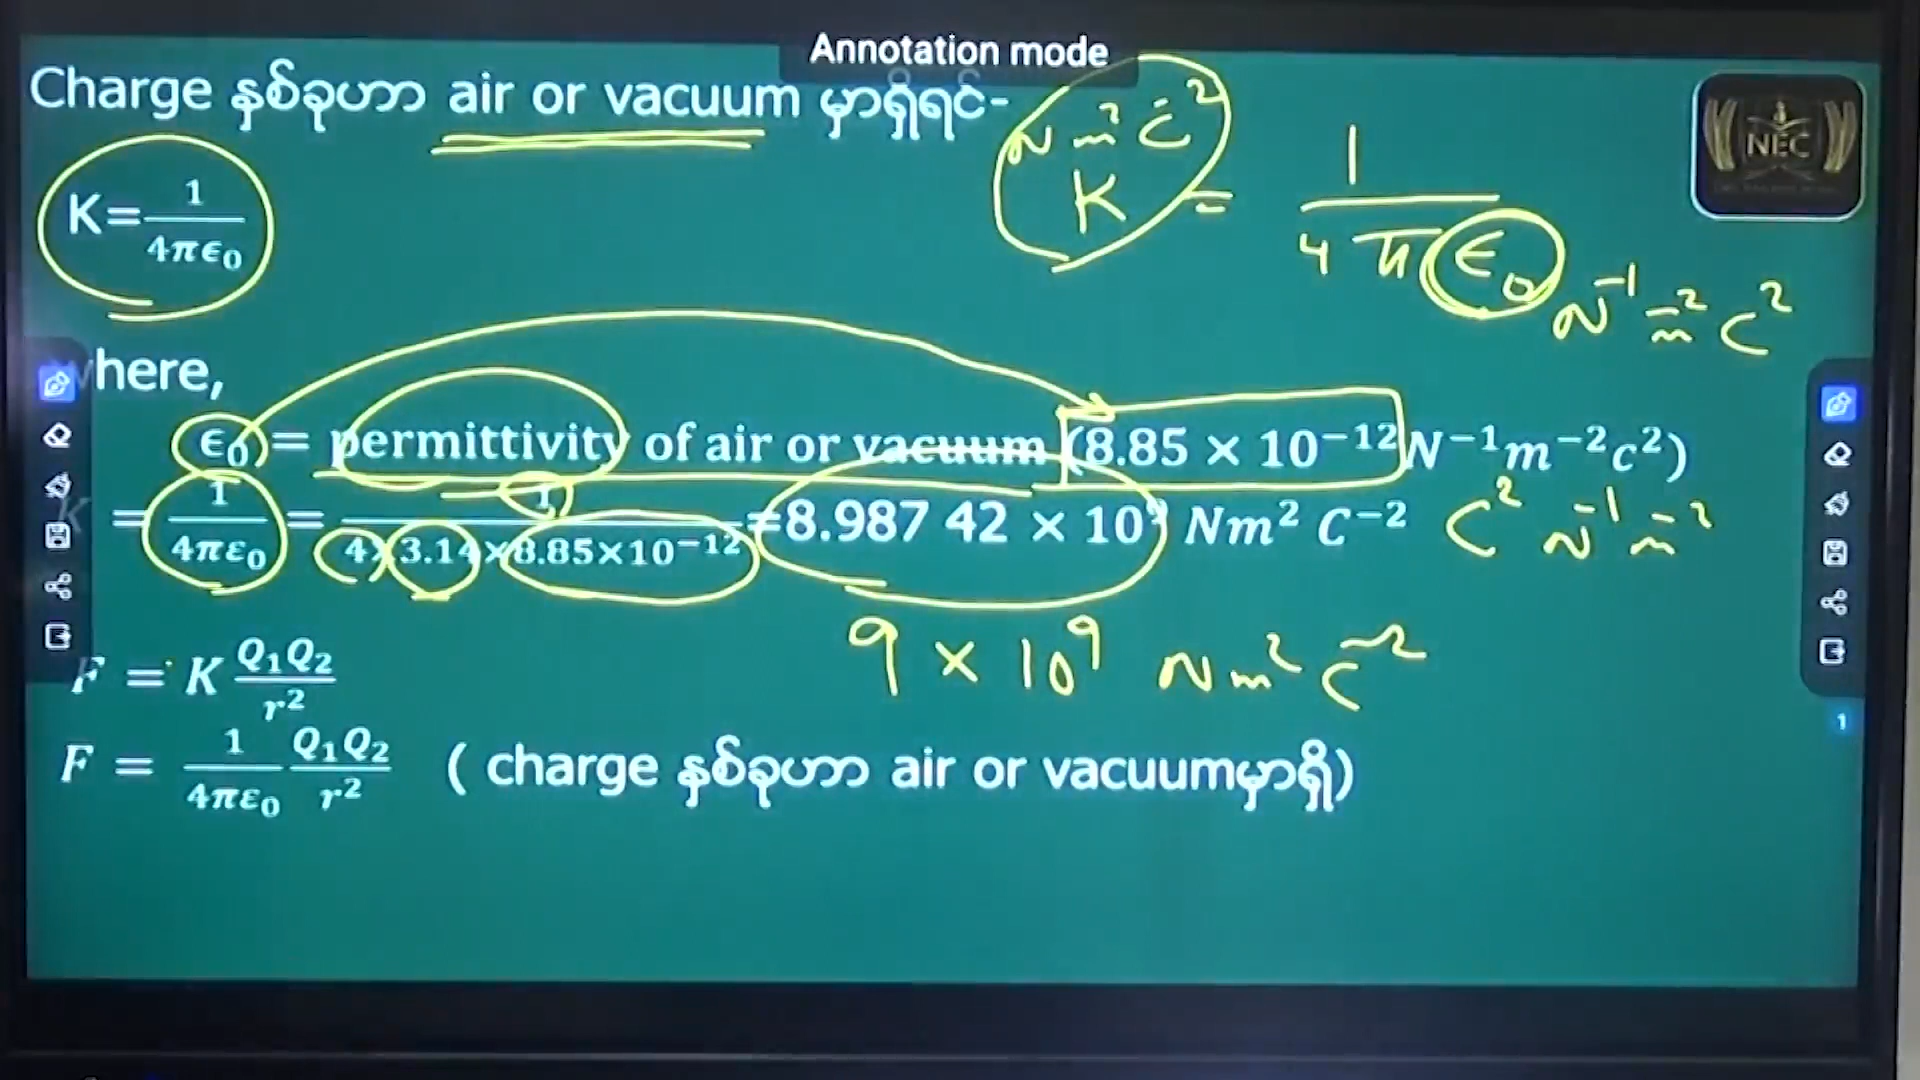 Annotation mode
Charge နှစ်ခုဟာ air or vacuum မှာရှိရင်-
N m² C⁻²
K = 1/(4π ϵ₀) N⁻¹ m⁻² C²
NEC
K= 1/(4πϵ₀)
where,
ϵ₀ = permittivity of air or vacuum (8.85 × 10⁻¹² N⁻¹m⁻²c²)
K = 1/(4πε₀) = 1/(4×3.14×8.85×10⁻¹²) =8.987 42 × 10⁹ Nm² C⁻² C² N⁻¹ m⁻²
9 × 10⁹ Nm² C⁻²
F = K Q₁Q₂/r²
F = 1/(4πε₀) Q₁Q₂/r² ( charge နှစ်ခုဟာ air or vacuumမှာရှိ)
1